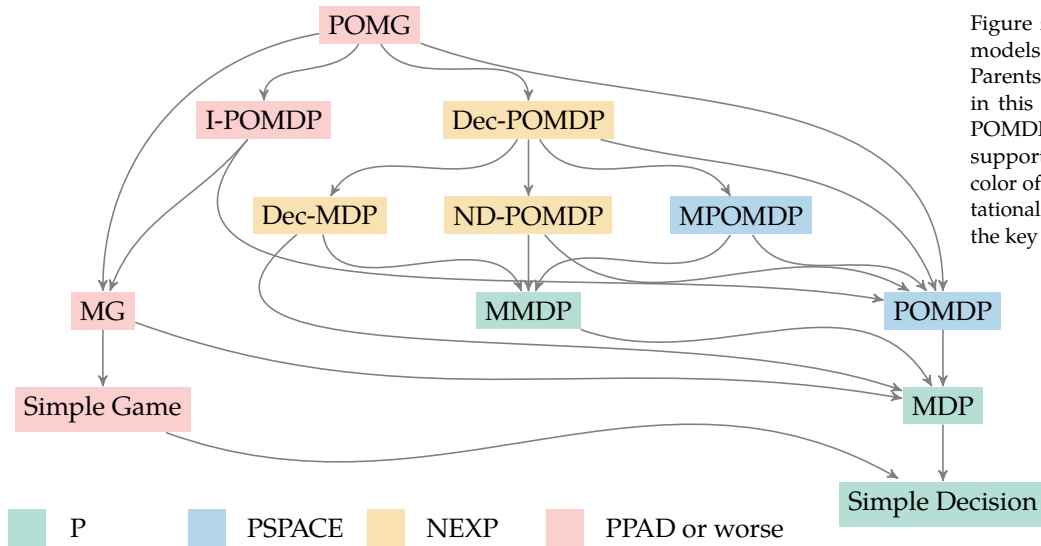 POMG
I-POMDP
Dec-POMDP
Dec-MDP
ND-POMDP
MPOMDP
MG
MMDP
POMDP
Simple Game
MDP
Simple Decision
P
PSPACE
NEXP
PPAD or worse
Figure
models
Parents
in this
POMDP
support
color of
tational
the key